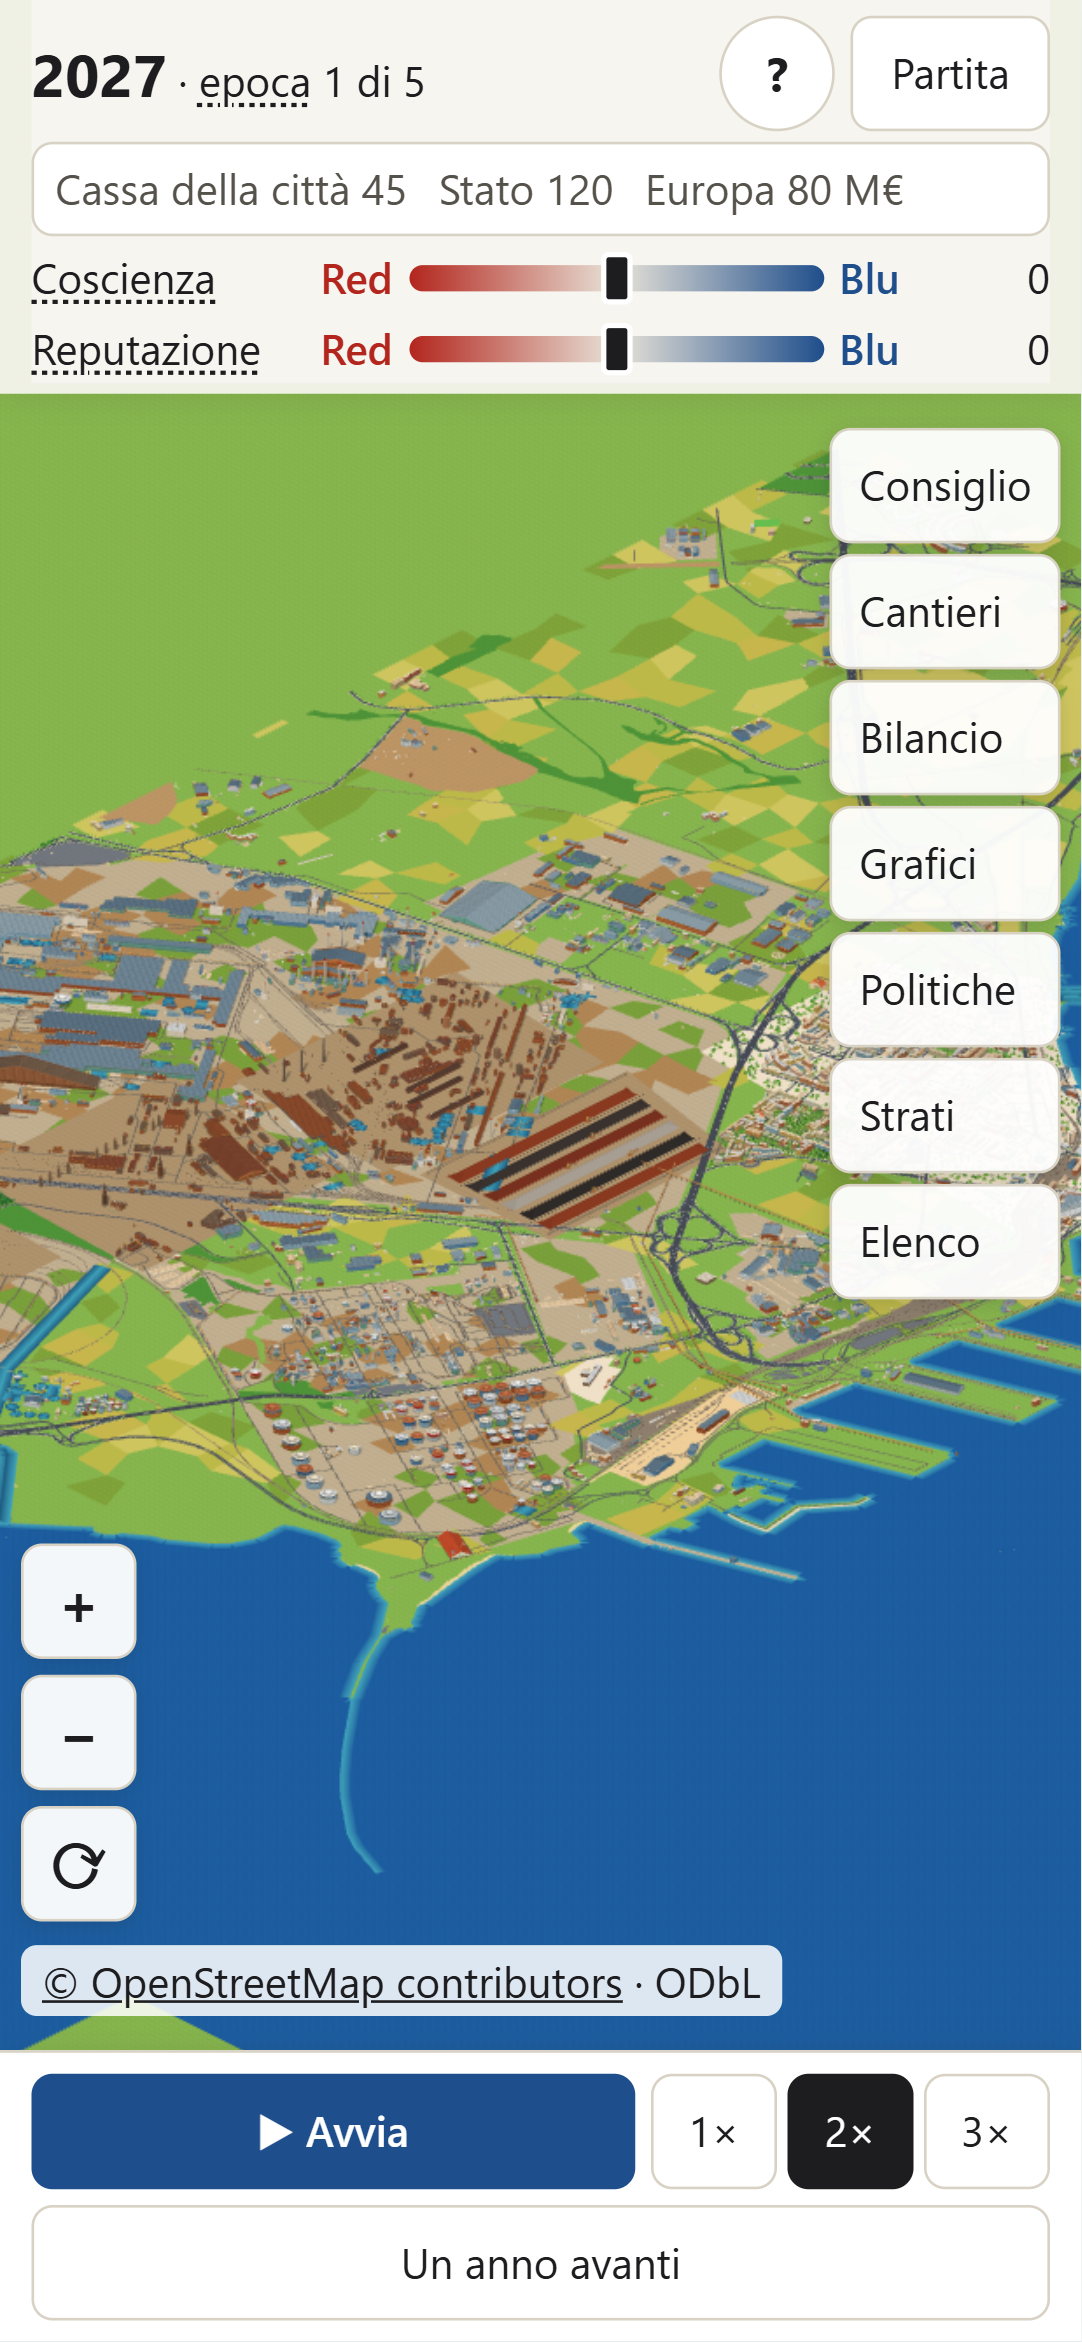 2027 · epoca 1 di 5
?
Partita
Cassa della città 45 Stato 120 Europa 80 M€
Coscienza Red Blu 0
Reputazione Red Blu 0
Consiglio
Cantieri
Bilancio
Grafici
Politiche
Strati
Elenco
+
−
⟳
© OpenStreetMap contributors · ODbL
▶ Avvia
1×
2×
3×
Un anno avanti